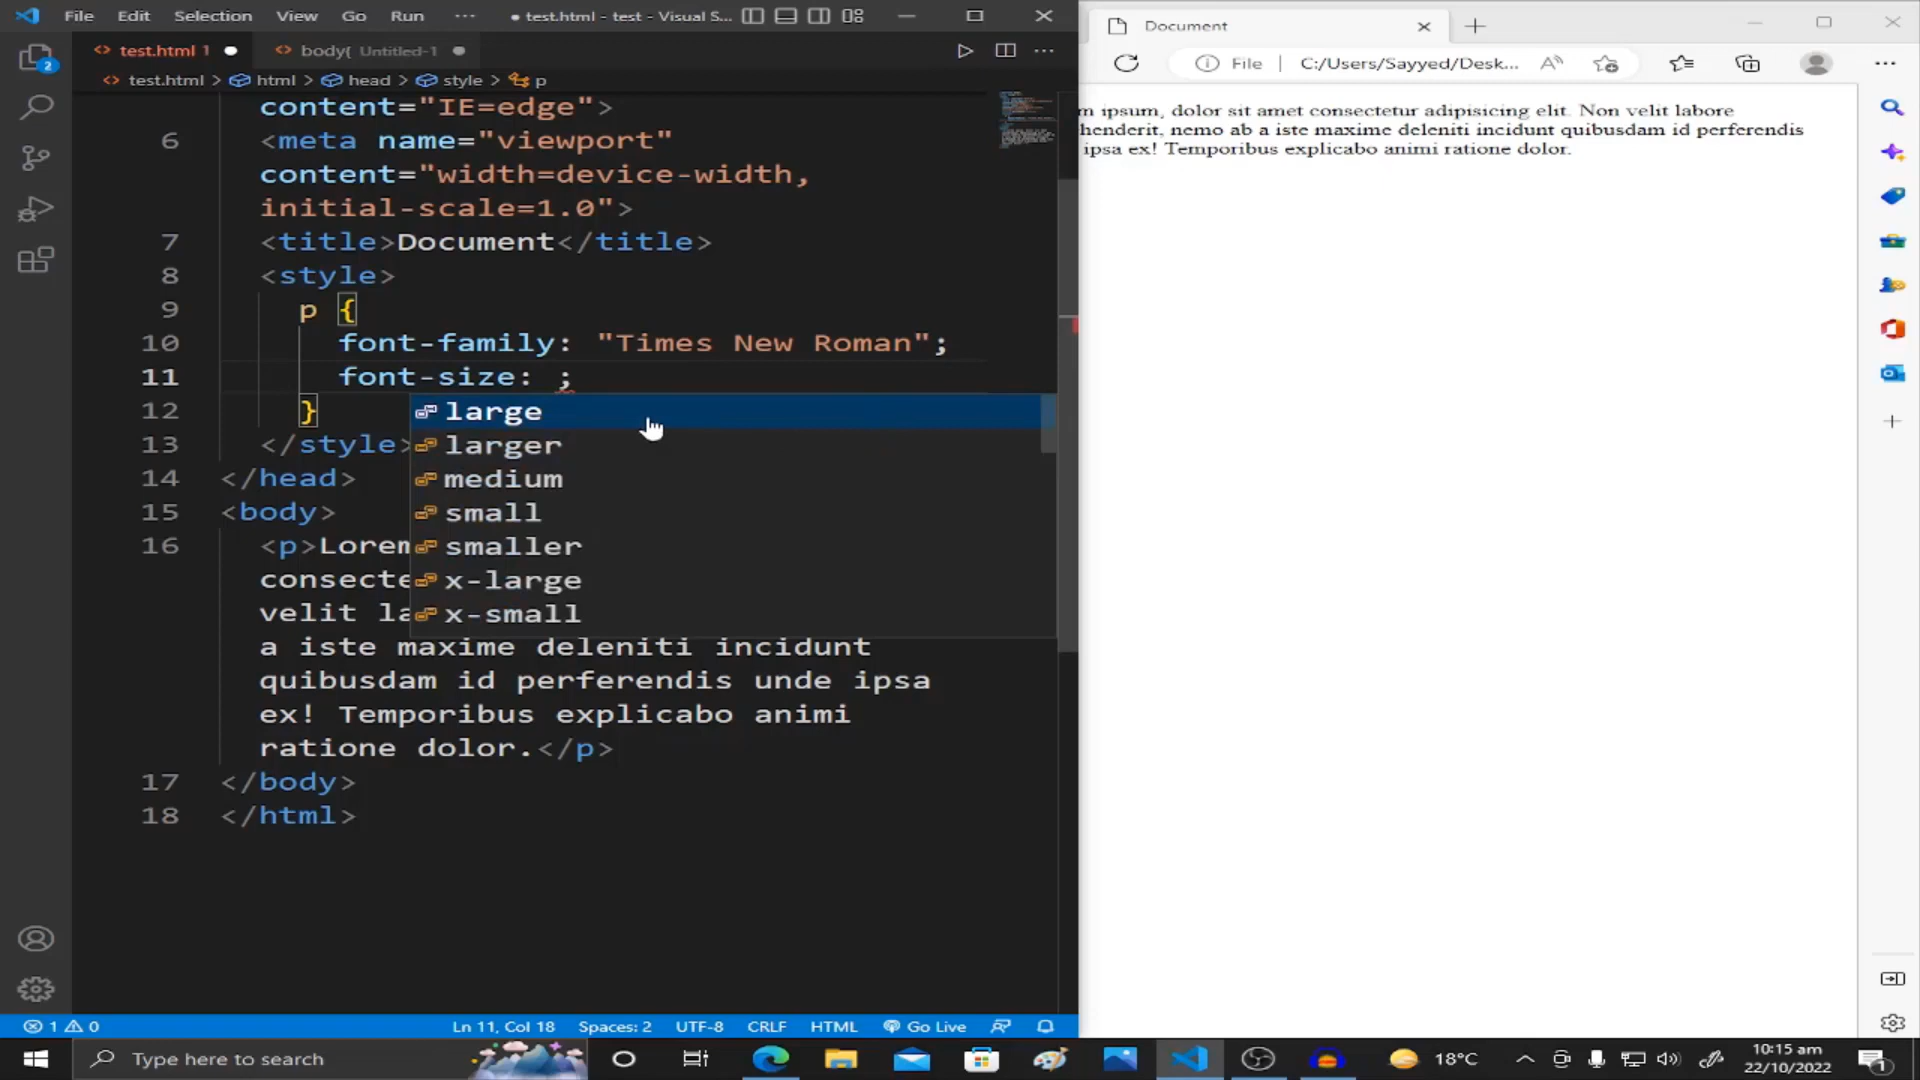 File Edit Selection View Go Run ··· ● test.html - test - Visual S...
test.html 1 ● body{ Untitled-1 ●
test.html > html > head > style > p
2
content="IE=edge">
6 <meta name="viewport"
content="width=device-width,
initial-scale=1.0">
7 <title>Document</title>
8 <style>
9 p {
10 font-family: "Times New Roman";
11 font-size: ;
12 }
13 </style>
14 </head>
15 <body>
16 <p>Lorem
consecte
velit la
a iste maxime deleniti incidunt
quibusdam id perferendis unde ipsa
ex! Temporibus explicabo animi
ratione dolor.</p>
17 </body>
18 </html>
large
larger
medium
small
smaller
x-large
x-small
1 0 Ln 11, Col 18 Spaces: 2 UTF-8 CRLF HTML Go Live
Document
File | C:/Users/Sayyed/Desk...
m ipsum, dolor sit amet consectetur adipisicing elit. Non velit labore
henderit, nemo ab a iste maxime deleniti incidunt quibusdam id perferendis
ipsa ex! Temporibus explicabo animi ratione dolor.
Type here to search
18°C
10:15 am
22/10/2022
1